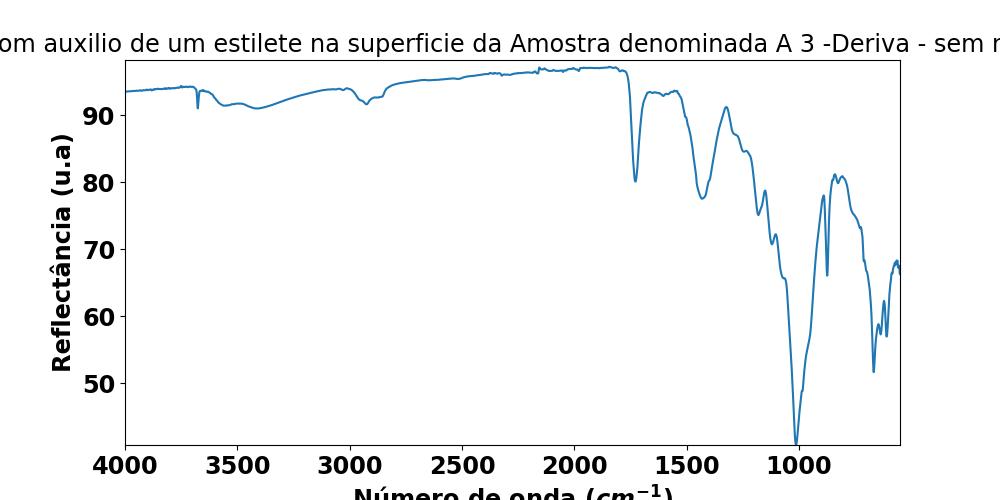 om auxilio de um estilete na superficie da Amostra denominada A 3 -Deriva - sem
Reflectância (u.a)
90
80
70
60
50
4000 3500 3000 2500 2000 1500 1000
Número de onda (cm⁻¹)